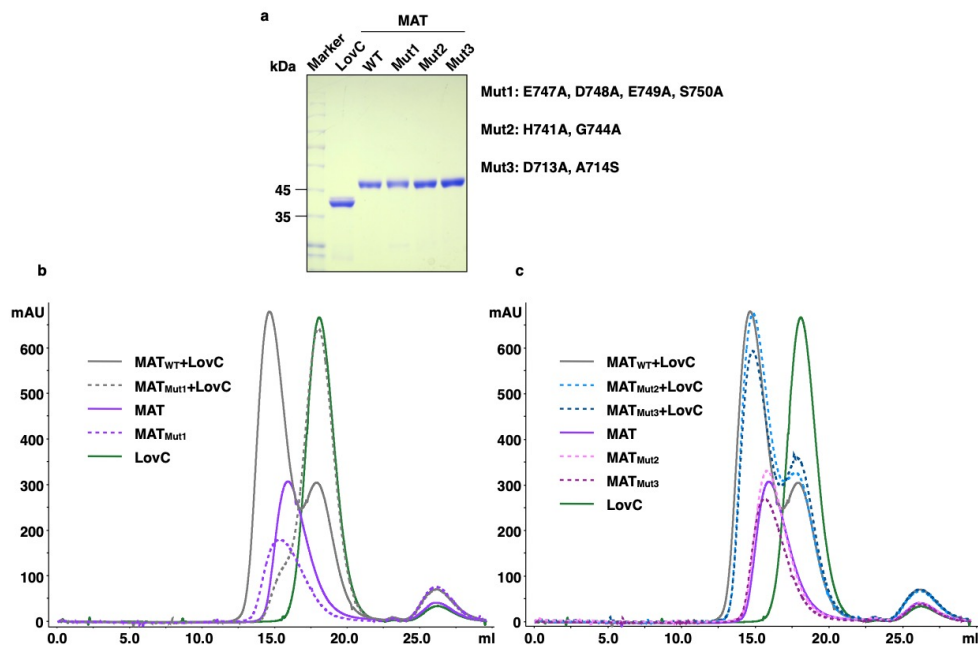 a
MAT
Marker
LovC
WT
Mut1
Mut2
Mut3
kDa
45
35
Mut1: E747A, D748A, E749A, S750A
Mut2: H741A, G744A
Mut3: D713A, A714S
b
mAU
600
500
400
300
200
100
0
0.0 5.0 10.0 15.0 20.0 25.0 ml
MATWT+LovC
MATMut1+LovC
MAT
MATMut1
LovC
c
mAU
600
500
400
300
200
100
0
0.0 5.0 10.0 15.0 20.0 25.0 ml
MATWT+LovC
MATMut2+LovC
MATMut3+LovC
MAT
MATMut2
MATMut3
LovC